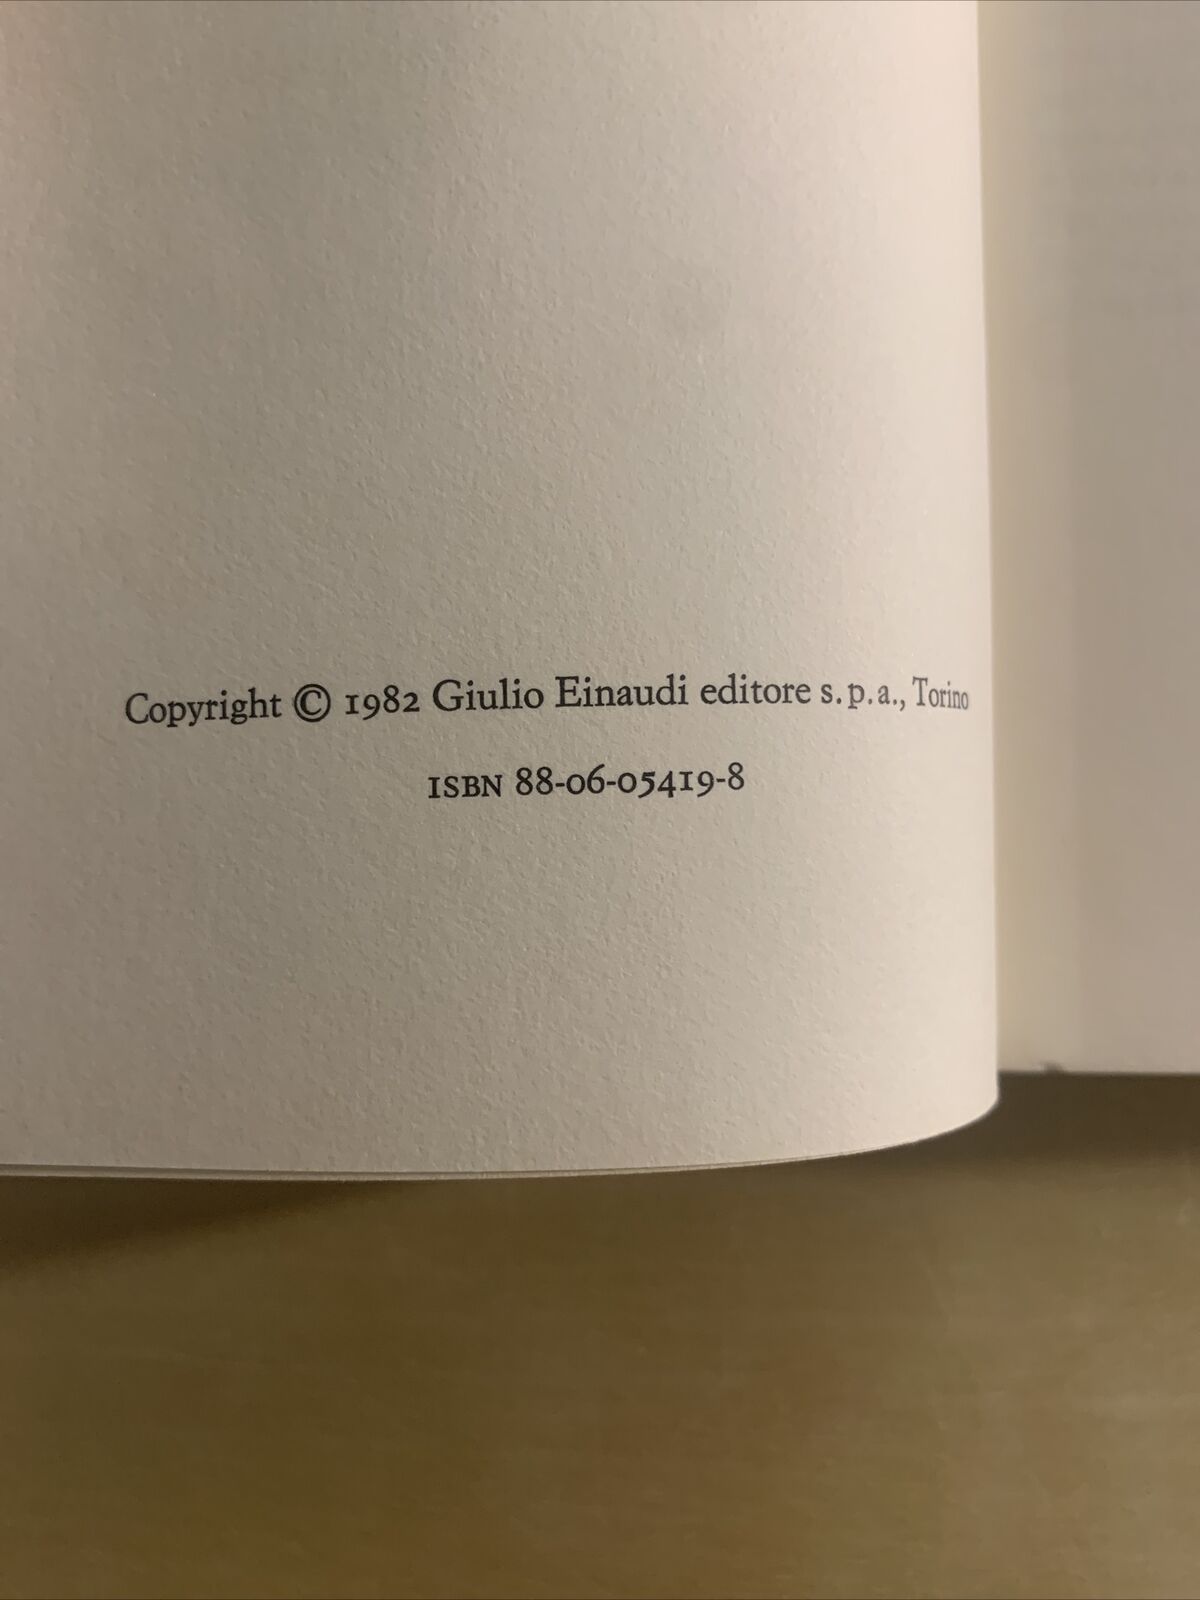 Copyright © 1982 Giulio Einaudi editore s.p.a., Torino
ISBN 88-06-05419-8